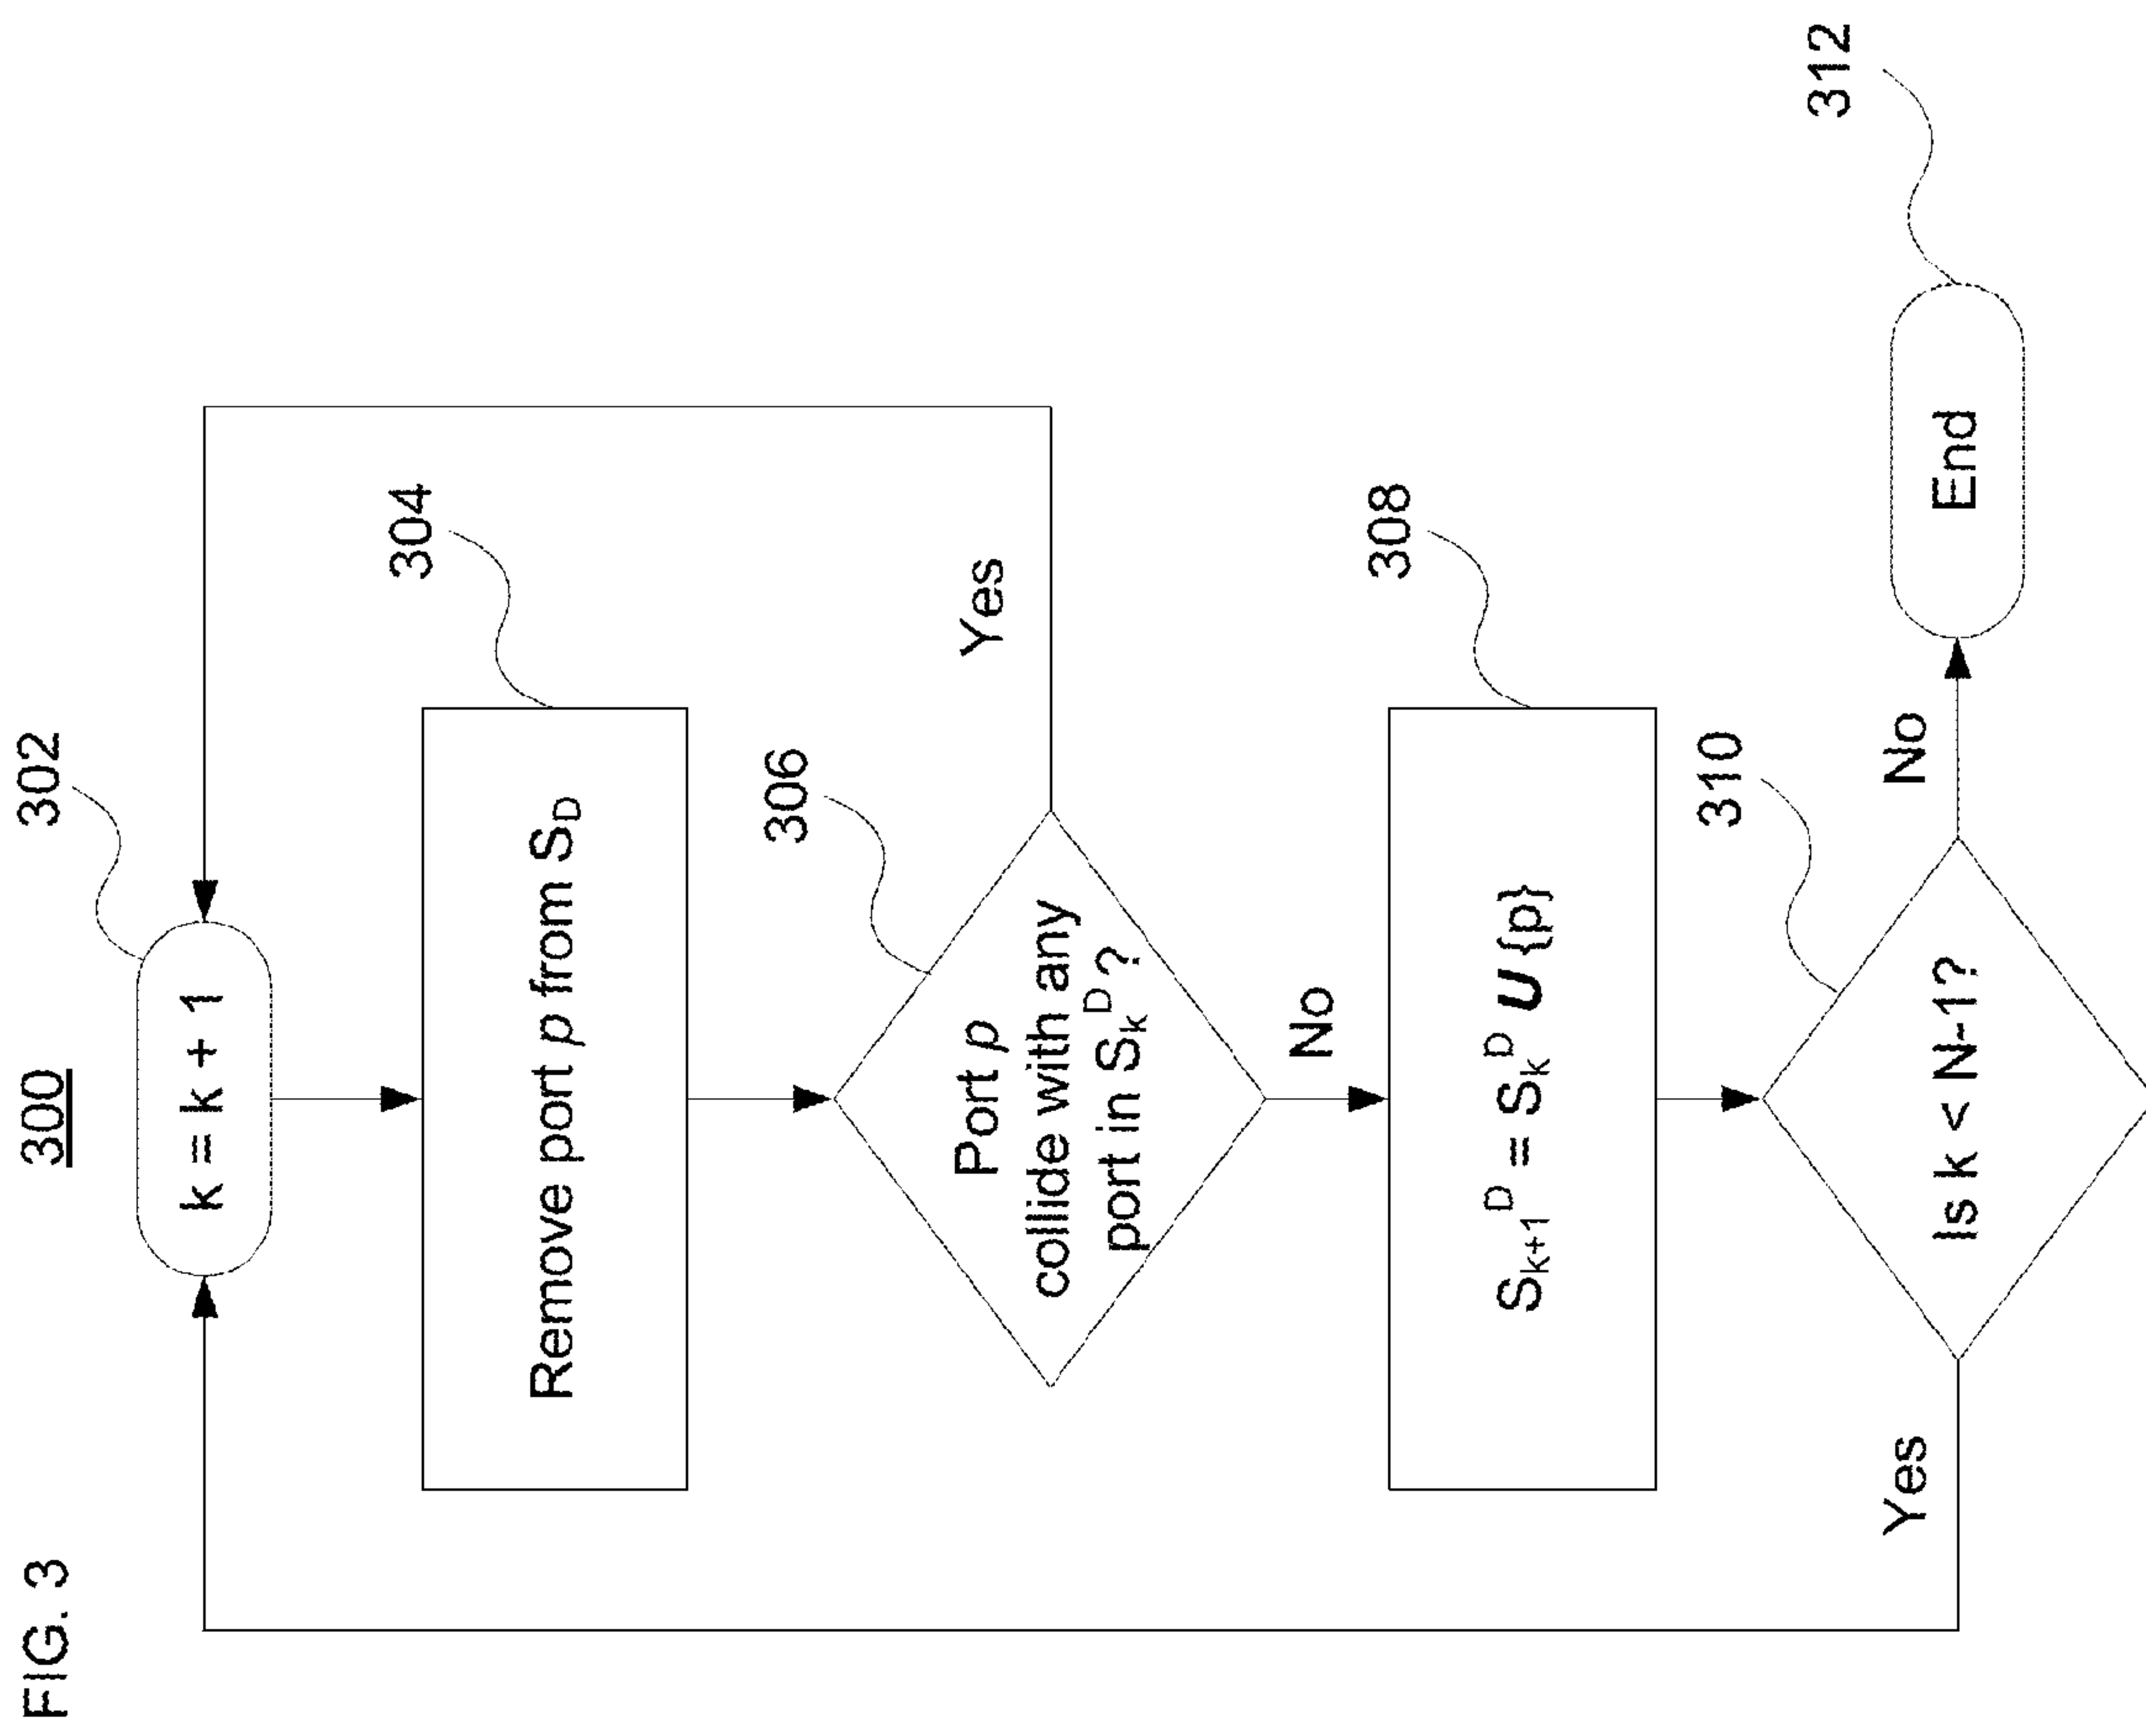 FIG. 3
300
302
k = k + 1
304
Remove port p from S_D
306
Port p
collide with any
port in S_k^D?
Yes
No
308
S_{k+1}^D = S_k^D U {p}
310
Is k < N-1?
Yes
No
312
End